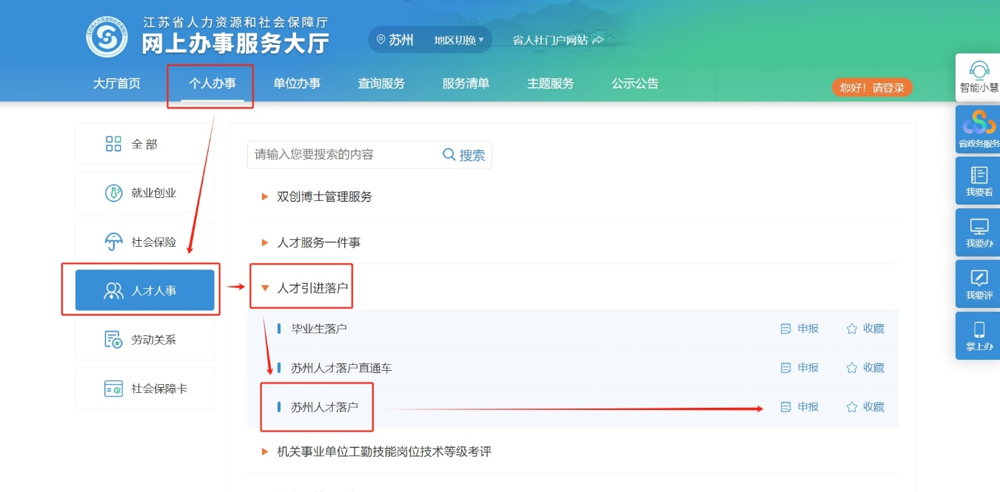 江苏省人力资源和社会保障厅
网上办事服务大厅
苏州 地区切换 省人社门户网站
大厅首页 个人办事 单位办事 查询服务 服务清单 主题服务 公示公告 您好！请登录
智能小慧
省政务服务
我要看
我要办
我要评
掌上办
全部
就业创业
社会保险
人才人事
劳动关系
社会保障卡
请输入您要搜索的内容 搜索
双创博士管理服务
人才服务一件事
人才引进落户
毕业生落户 申报 收藏
苏州人才落户直通车 申报 收藏
苏州人才落户 申报 收藏
机关事业单位工勤技能岗位技术等级考评